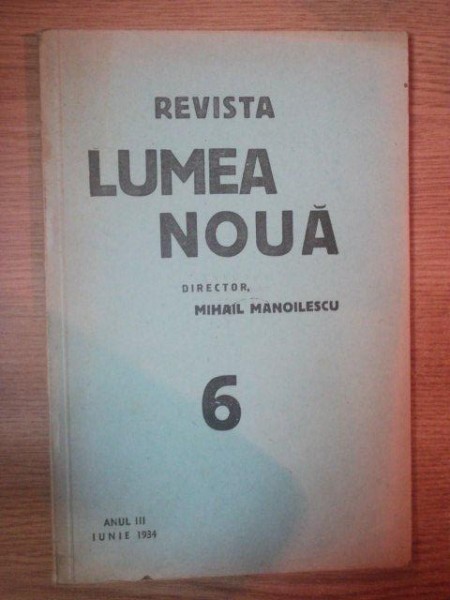 REVISTA
LUMEA
NOUĂ
DIRECTOR,
MIHAIL MANOILESCU
6
ANUL III
IUNIE 1934